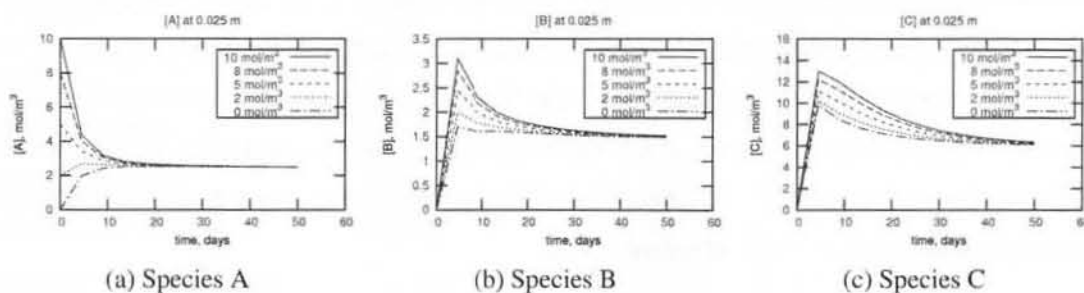 [A] at 0.025 m
10
8
6
4
2
0
[A], mol/m³
10 mol/m³
8 mol/m³
5 mol/m³
2 mol/m³
0 mol/m³
0 10 20 30 40 50 60
time, days
(a) Species A
[B] at 0.025 m
3.5
3
2.5
2
1.5
1
0.5
0
[B], mol/m³
10 mol/m³
8 mol/m³
5 mol/m³
2 mol/m³
0 mol/m³
0 10 20 30 40 50 60
time, days
(b) Species B
[C] at 0.025 m
18
16
14
12
10
8
6
4
2
0
[C], mol/m³
10 mol/m³
8 mol/m³
5 mol/m³
2 mol/m³
0 mol/m³
0 10 20 30 40 50 60
time, days
(c) Species C